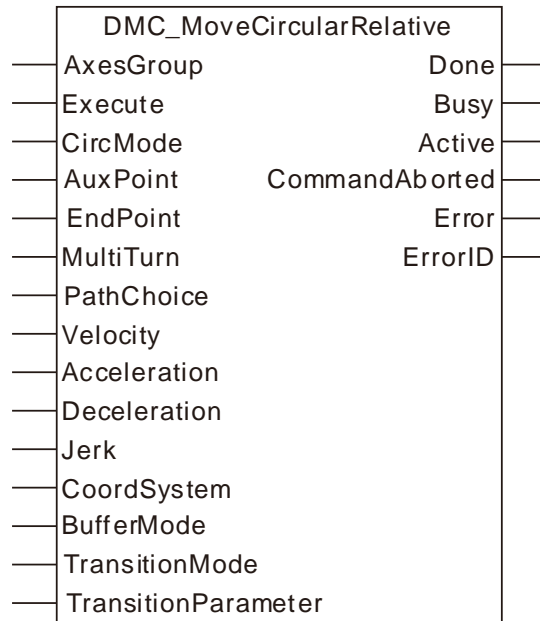 DMC_MoveCircularRelative
AxesGroup Done
Execute Busy
CircMode Active
AuxPoint CommandAborted
EndPoint Error
MultiTurn ErrorID
PathChoice
Velocity
Acceleration
Deceleration
Jerk
CoordSystem
BufferMode
TransitionMode
TransitionParameter